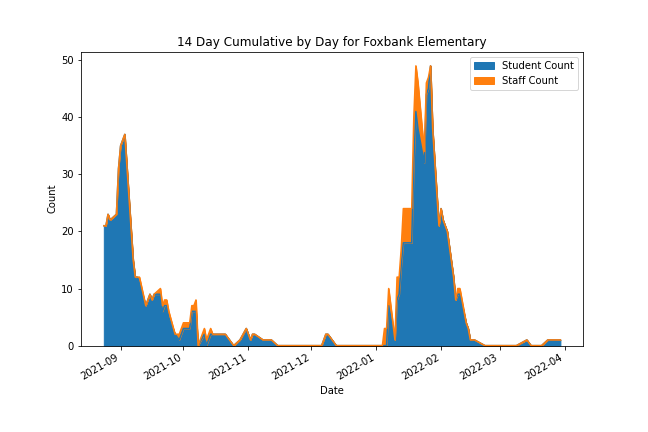 14 Day Cumulative by Day for Foxbank Elementary
Student Count
Staff Count
Count
50
40
30
20
10
0
2021-09
2021-10
2021-11
2021-12
2022-01
2022-02
2022-03
2022-04
Date